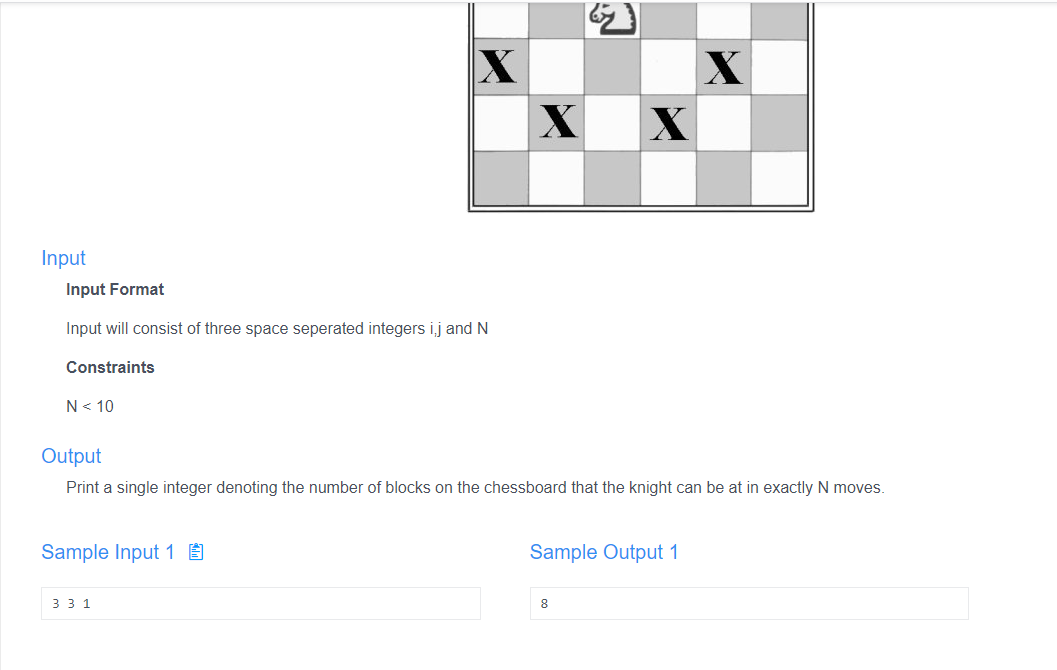 X X
X X
Input
Input Format
Input will consist of three space seperated integers i,j and N
Constraints
N < 10
Output
Print a single integer denoting the number of blocks on the chessboard that the knight can be at in exactly N moves.
Sample Input 1 Sample Output 1
3 3 1 8